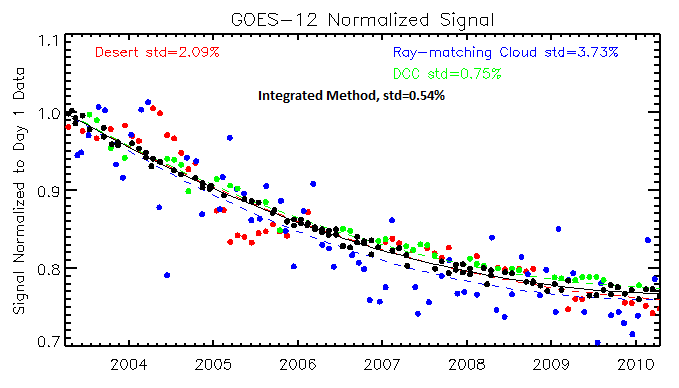 GOES-12 Normalized Signal
Desert std=2.09%
Ray-matching Cloud std=3.73%
DCC std=0.75%
Integrated Method, std=0.54%
Signal Normalized to Day 1 Data
1.1
1.0
0.9
0.8
0.7
2004 2005 2006 2007 2008 2009 2010